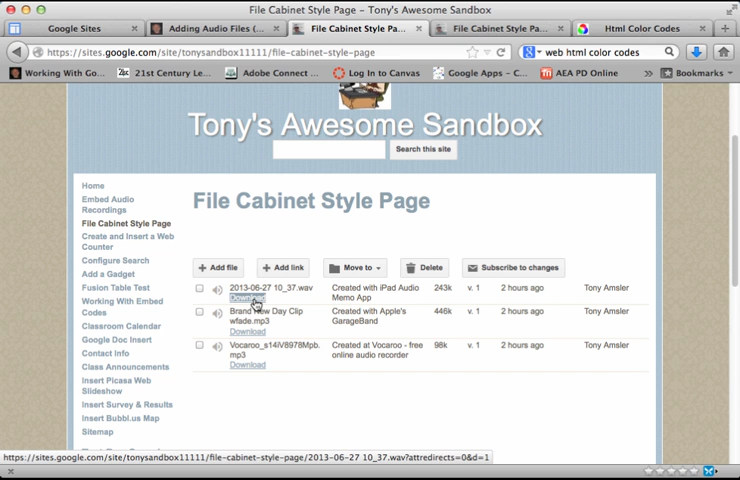 File Cabinet Style Page - Tony's Awesome Sandbox
Google Sites
Adding Audio Files (...
File Cabinet Style Pa...
File Cabinet Style Pa...
Html Color Codes
https://sites.google.com/site/tonysandbox11111/file-cabinet-style-page
web html color codes
Working With Go...
21st Century Le...
Adobe Connect ...
Log In to Canvas
Google Apps - C...
AEA PD Online
Bookmarks
Tony's Awesome Sandbox
Search this site
Home
Embed Audio
Recordings
File Cabinet Style Page
Create and Insert a Web
Counter
Configure Search
Add a Gadget
Fusion Table Test
Working With Embed
Codes
Classroom Calendar
Google Doc Insert
Contact Info
Class Announcements
Insert Picasa Web
Slideshow
Insert Survey & Results
Insert Bubbl.us Map
Sitemap
File Cabinet Style Page
Add file
Add link
Move to
Delete
Subscribe to changes
2013-06-27 10_37.wav Created with iPad Audio 243k v. 1 2 hours ago Tony Amsler
Download Memo App
Brand New Day Clip Created with Apple's 446k v. 1 2 hours ago Tony Amsler
wfade.mp3 GarageBand
Download
Vocaroo_s14iV8978Mpb. Created at Vocaroo - free 98k v. 1 2 hours ago Tony Amsler
mp3 online audio recorder
Download
https://sites.google.com/site/tonysandbox11111/file-cabinet-style-page/2013-06-27 10_37.wav?attredirects=0&d=1